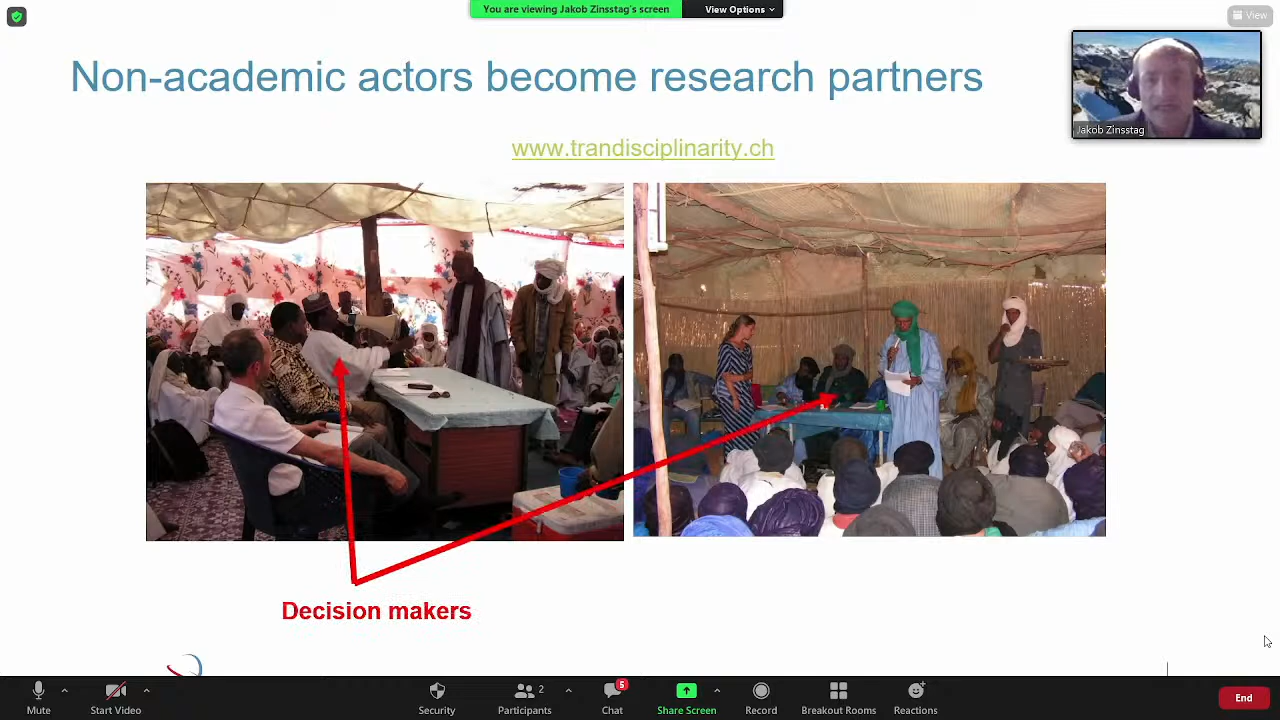 You are viewing Jakob Zinsstag's screen
View Options
View
Non-academic actors become research partners
Jakob Zinsstag
www.trandisciplinarity.ch
Decision makers
Mute
Start Video
Security
Participants
2
Chat
5
Share Screen
Record
Breakout Rooms
Reactions
End